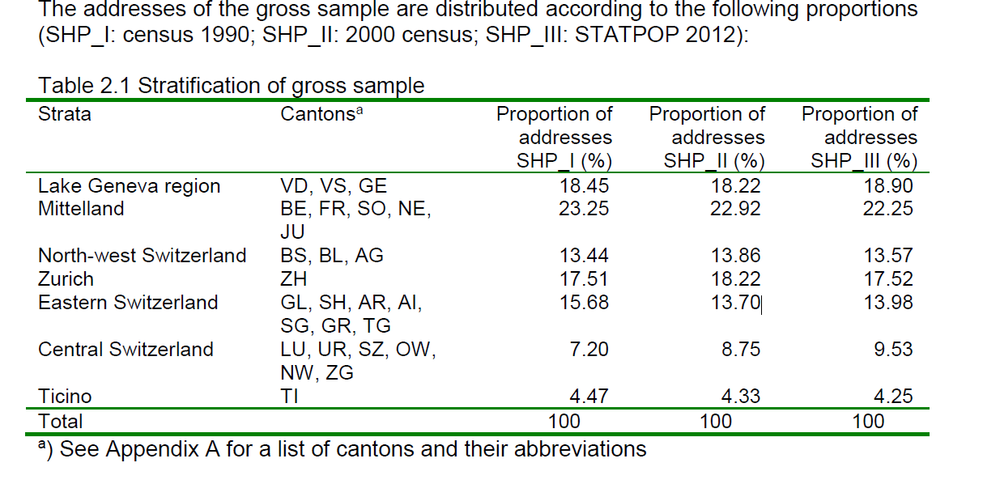 The addresses of the gross sample are distributed according to the following proportions
(SHP_I: census 1990; SHP_II: 2000 census; SHP_III: STATPOP 2012):
Table 2.1 Stratification of gross sample
Strata Cantonsª Proportion of addresses SHP_I (%) Proportion of addresses SHP_II (%) Proportion of addresses SHP_III (%)
Lake Geneva region VD, VS, GE 18.45 18.22 18.90
Mittelland BE, FR, SO, NE, 23.25 22.92 22.25
JU
North-west Switzerland BS, BL, AG 13.44 13.86 13.57
Zurich ZH 17.51 18.22 17.52
Eastern Switzerland GL, SH, AR, AI, 15.68 13.70 13.98
SG, GR, TG
Central Switzerland LU, UR, SZ, OW, 7.20 8.75 9.53
NW, ZG
Ticino TI 4.47 4.33 4.25
Total 100 100 100
ª) See Appendix A for a list of cantons and their abbreviations